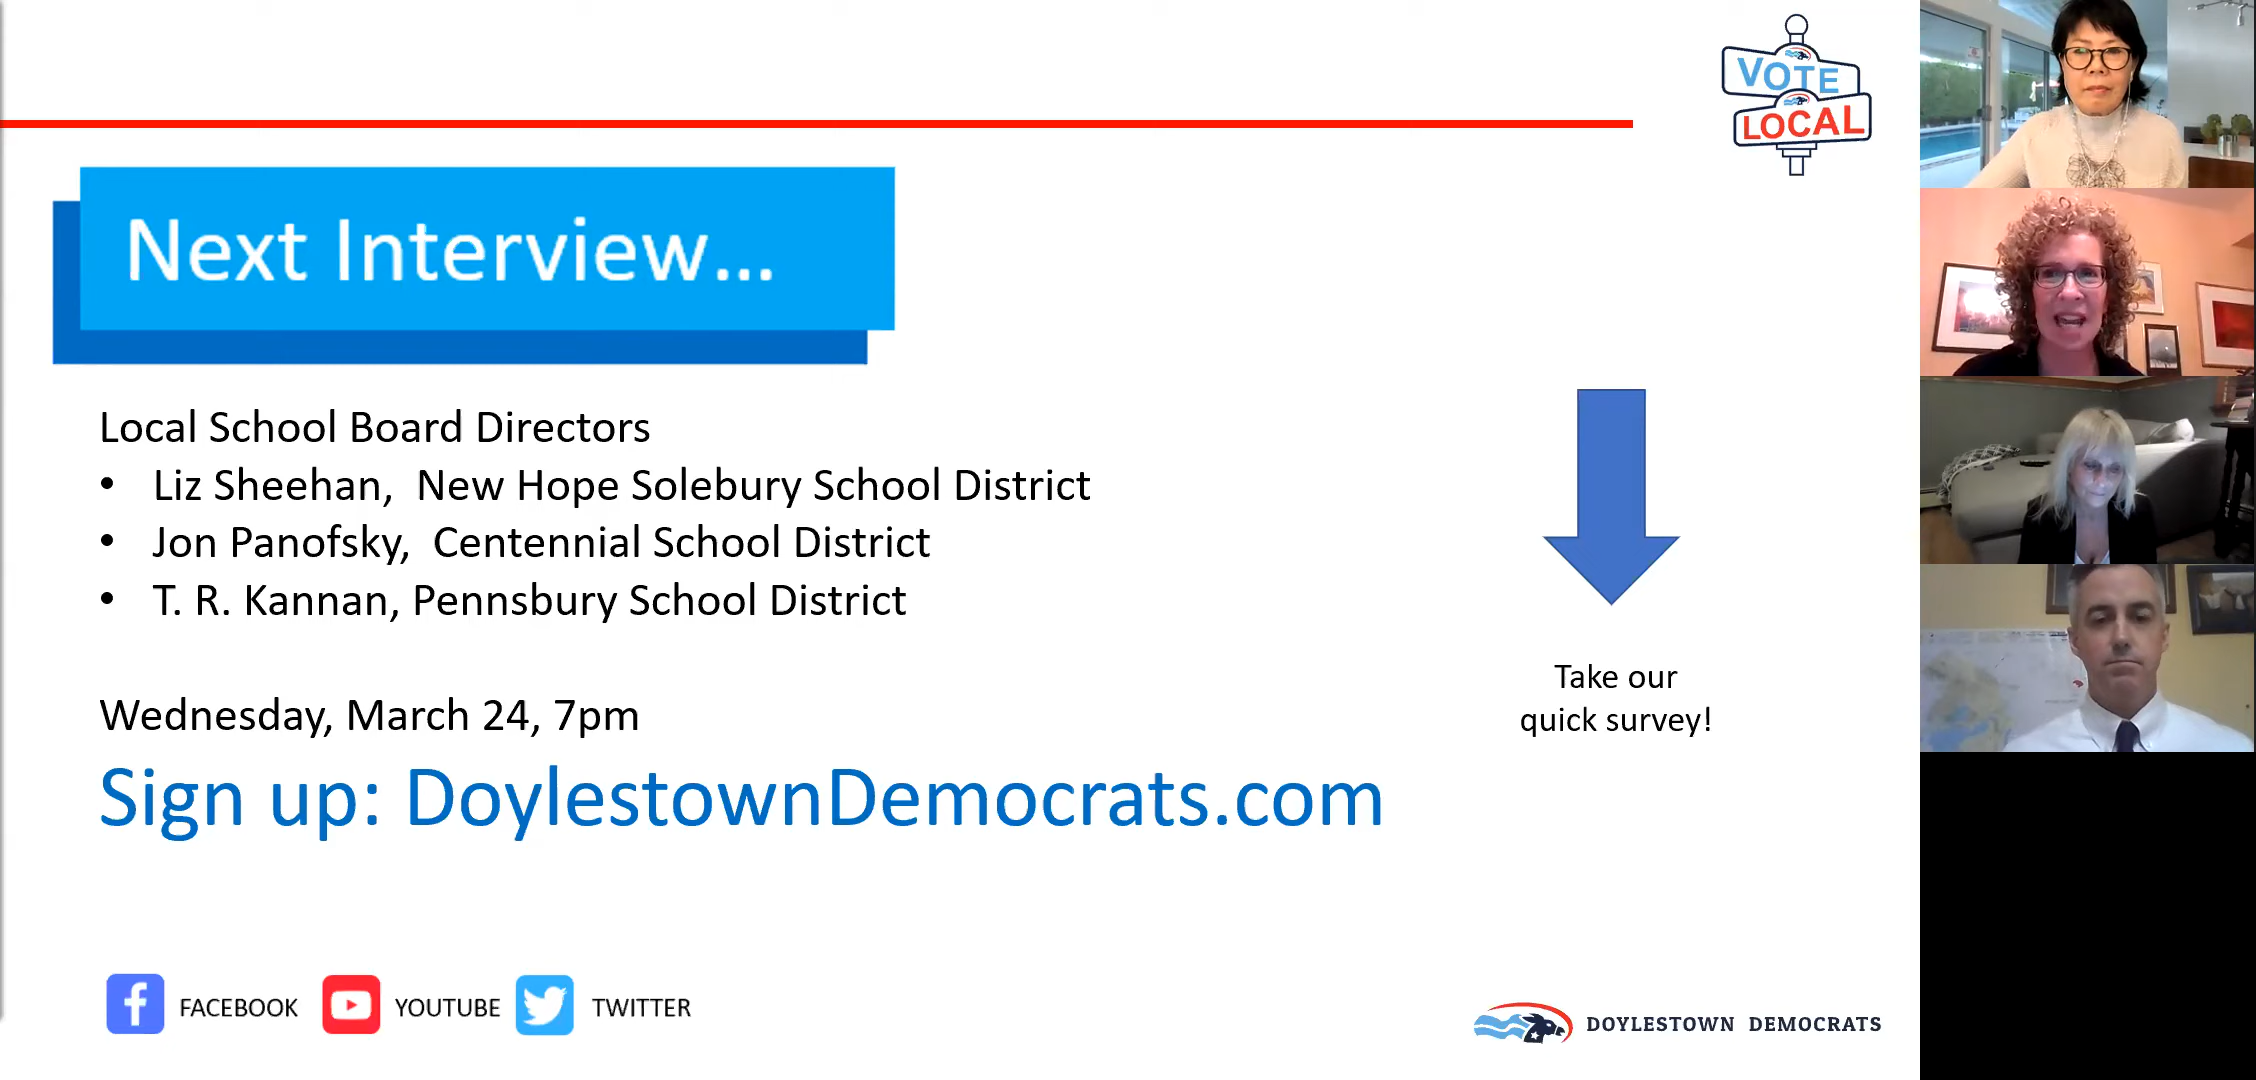 VOTE
LOCAL
Next Interview...
Local School Board Directors
• Liz Sheehan, New Hope Solebury School District
• Jon Panofsky, Centennial School District
• T. R. Kannan, Pennsbury School District
Wednesday, March 24, 7pm
Sign up: DoylestownDemocrats.com
Take our
quick survey!
FACEBOOK YOUTUBE TWITTER
DOYLESTOWN DEMOCRATS